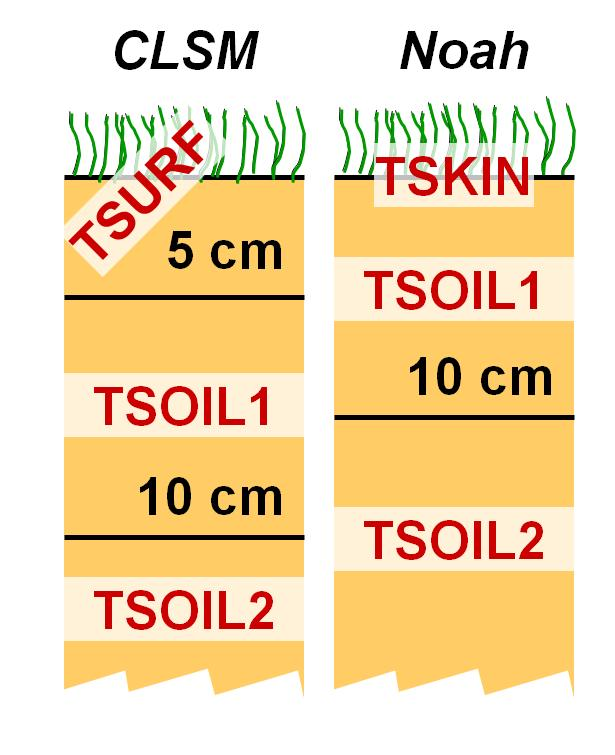 CLSM
TSURF
5 cm
TSOIL1
10 cm
TSOIL2
Noah
TSKIN
TSOIL1
10 cm
TSOIL2